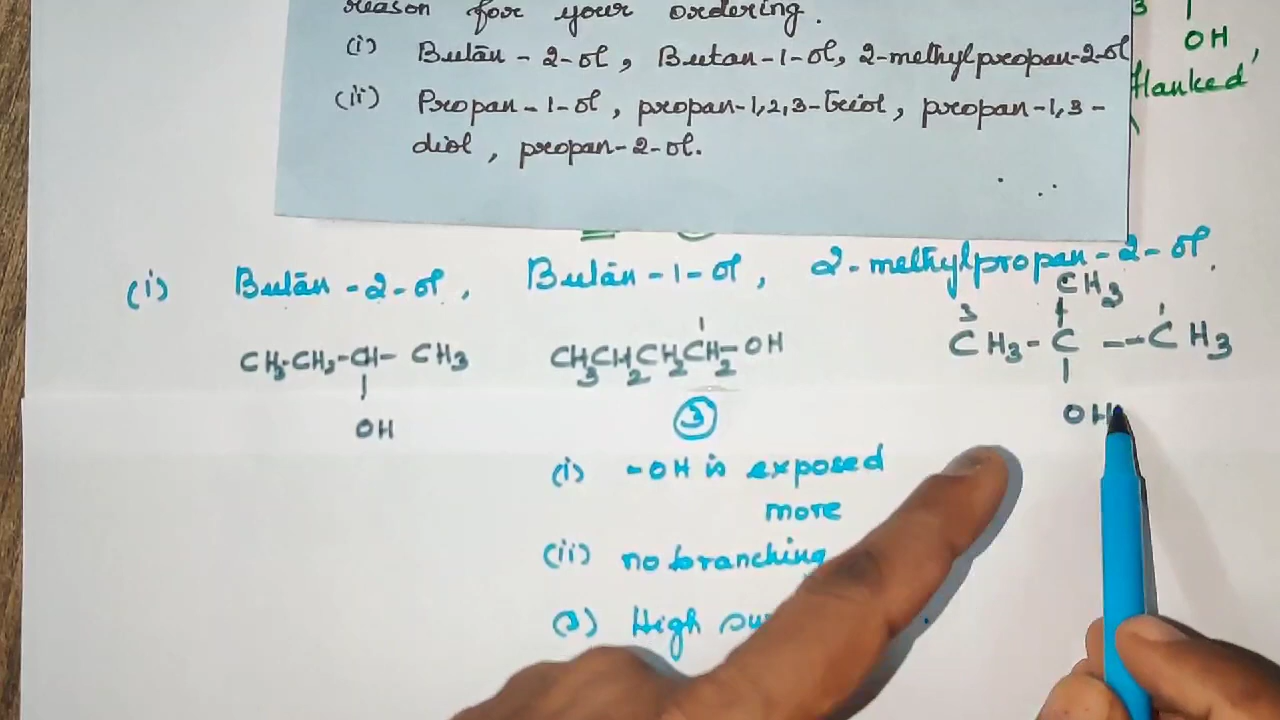 reason for your ordering.
(i) Butan - 2-ol, Butan-1-ol, 2-methylpropan-2-ol
(ii) Propan-1-ol, propan-1,2,3-triol, propan-1,3-
diol, propan-2-ol.
3
OH,
flanked
(i) Butan-2-ol, Butan-1-ol, 2-methylpropan-2-ol.
CH3
CH3-CH2-CH-CH3
OH
CH3CH2CH2CH2-OH
3 1
CH3-C--CH3
OH
3
(i) -OH is exposed
more
(ii) no branching
(3) High